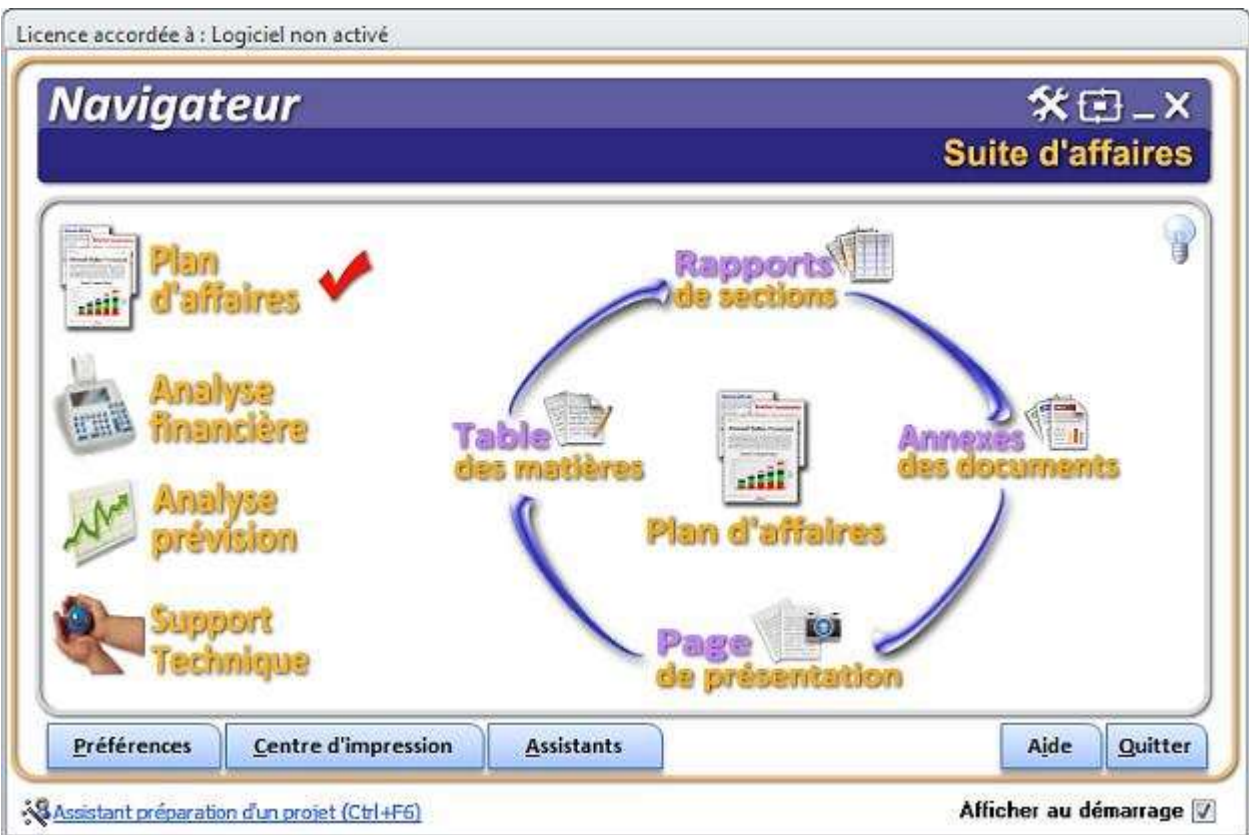 Licence accordée à : Logiciel non activé
Navigateur
Suite d'affaires
Plan
d'affaires
Analyse
financière
Analyse
prévision
Support
Technique
Rapports
de sections
Table
des matières
Annexes
des documents
Plan d'affaires
Page
de présentation
Préférences
Centre d'impression
Assistants
Aide
Quitter
Assistant préparation d'un projet (Ctrl+F6)
Afficher au démarrage